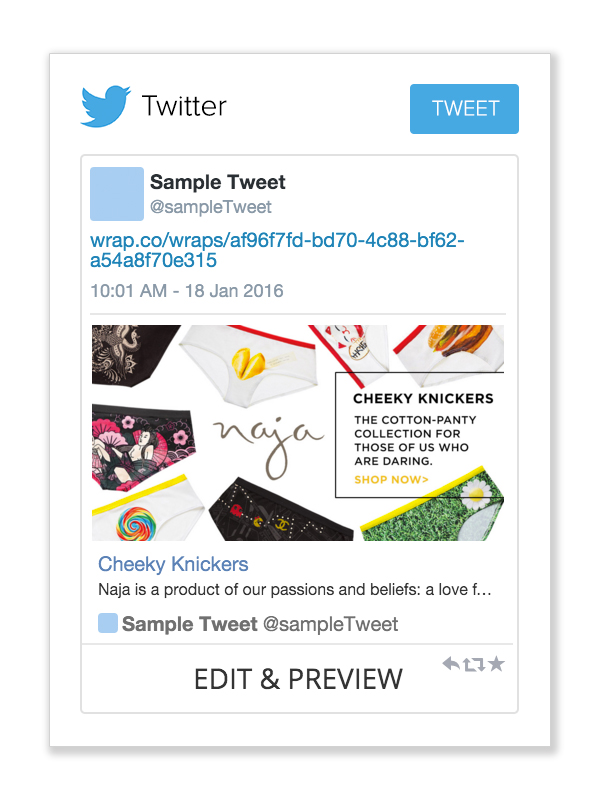 Twitter
TWEET
Sample Tweet
@sampleTweet
wrap.co/wraps/af96f7fd-bd70-4c88-bf62-
a54a8f70e315
10:01 AM - 18 Jan 2016
naja
CHEEKY KNICKERS
THE COTTON-PANTY
COLLECTION FOR
THOSE OF US WHO
ARE DARING.
SHOP NOW>
Cheeky Knickers
Naja is a product of our passions and beliefs: a love f...
Sample Tweet @sampleTweet
EDIT & PREVIEW